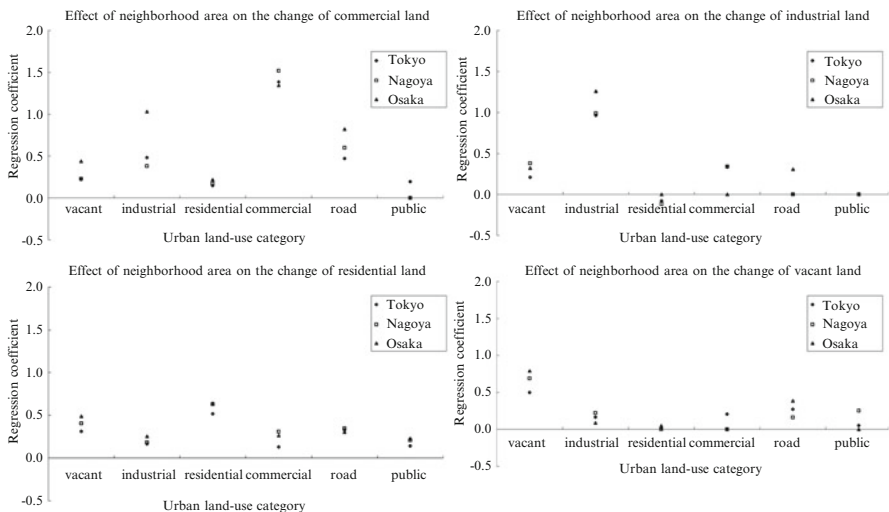 Effect of neighborhood area on the change of commercial land
2.0
1.5
1.0
0.5
0.0
-0.5
Regression coefficient
Tokyo
Nagoya
Osaka
vacant industrial residential commercial road public
Urban land-use category
Effect of neighborhood area on the change of industrial land
2.0
1.5
1.0
0.5
0.0
-0.5
Regression coefficient
Tokyo
Nagoya
Osaka
vacant industrial residential commercial road public
Urban land-use category
Effect of neighborhood area on the change of residential land
2.0
1.5
1.0
0.5
0.0
-0.5
Regression coefficient
Tokyo
Nagoya
Osaka
vacant industrial residential commercial road public
Urban land-use category
Effect of neighborhood area on the change of vacant land
2.0
1.5
1.0
0.5
0.0
-0.5
Regression coefficient
Tokyo
Nagoya
Osaka
vacant industrial residential commercial road public
Urban land-use category